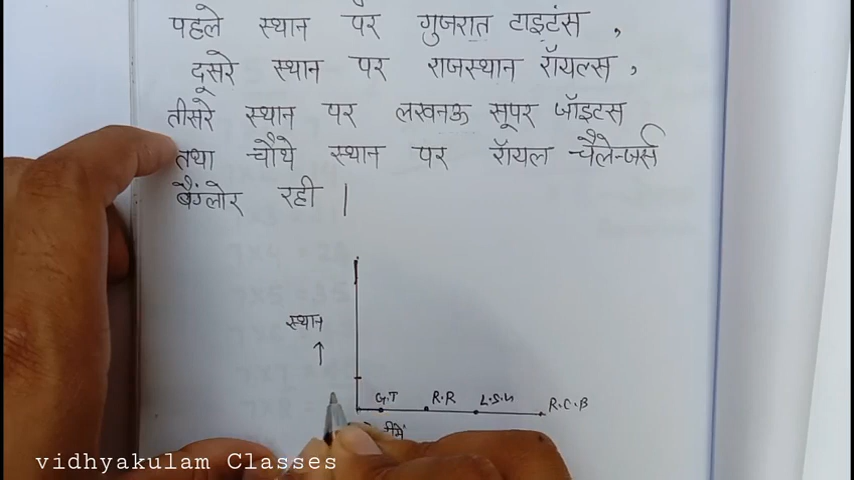 पहले स्थान पर गुजरात टाइटंस ,
दूसरे स्थान पर राजस्थान रॉयल्स ,
तीसरे स्थान पर लखनऊ सूपर जॉइटस
तथा चौथे स्थान पर रॉयल चैलेन्जर्स
बैंग्लोर रही |
स्थान
↑
G.T R.R L.S.G R.C.B
टीमें
vidhyakulam Classes